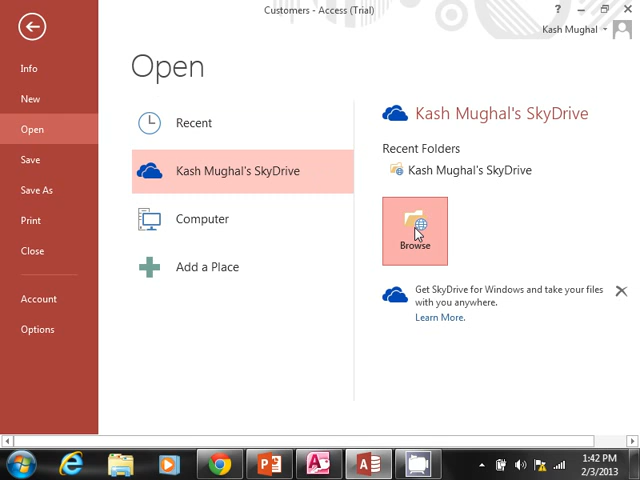 Customers - Access (Trial)
Kash Mughal
Info
New
Open
Save
Save As
Print
Close
Account
Options
Open
Recent
Kash Mughal's SkyDrive
Computer
Add a Place
Kash Mughal's SkyDrive
Recent Folders
Kash Mughal's SkyDrive
Browse
Get SkyDrive for Windows and take your files
with you anywhere.
Learn More.
1:42 PM
2/3/2013